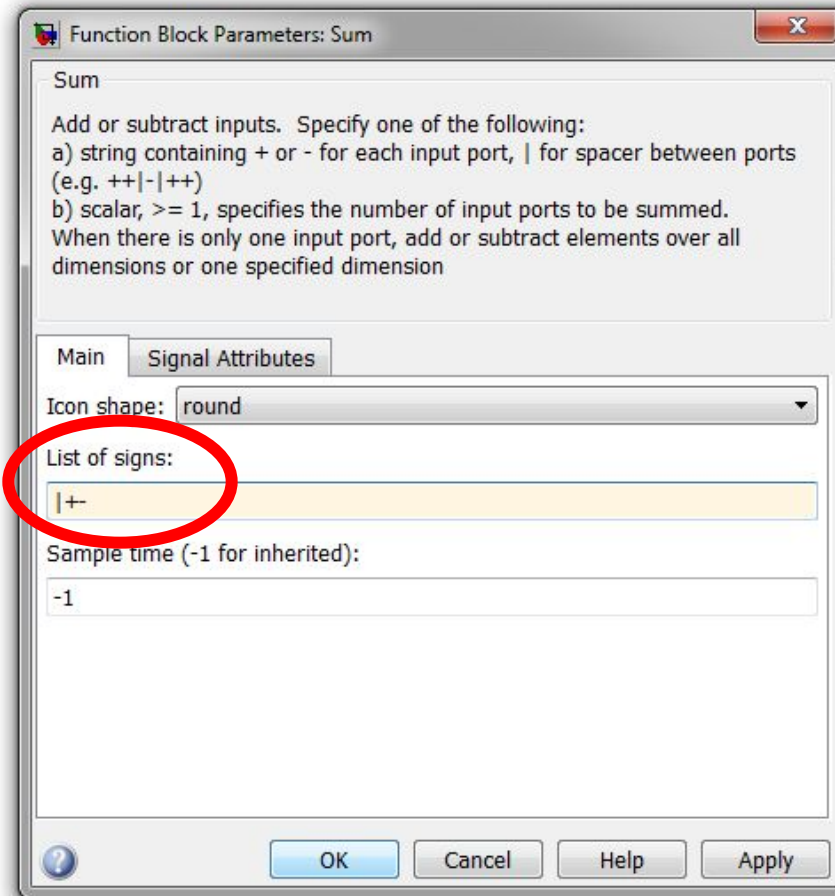 Function Block Parameters: Sum
x
Sum
Add or subtract inputs.  Specify one of the following:
a) string containing + or - for each input port, | for spacer between ports
(e.g. ++|-|++)
b) scalar, >= 1, specifies the number of input ports to be summed.
When there is only one input port, add or subtract elements over all
dimensions or one specified dimension
Main Signal Attributes
Icon shape: round
List of signs:
|+-
Sample time (-1 for inherited):
-1
? OK Cancel Help Apply